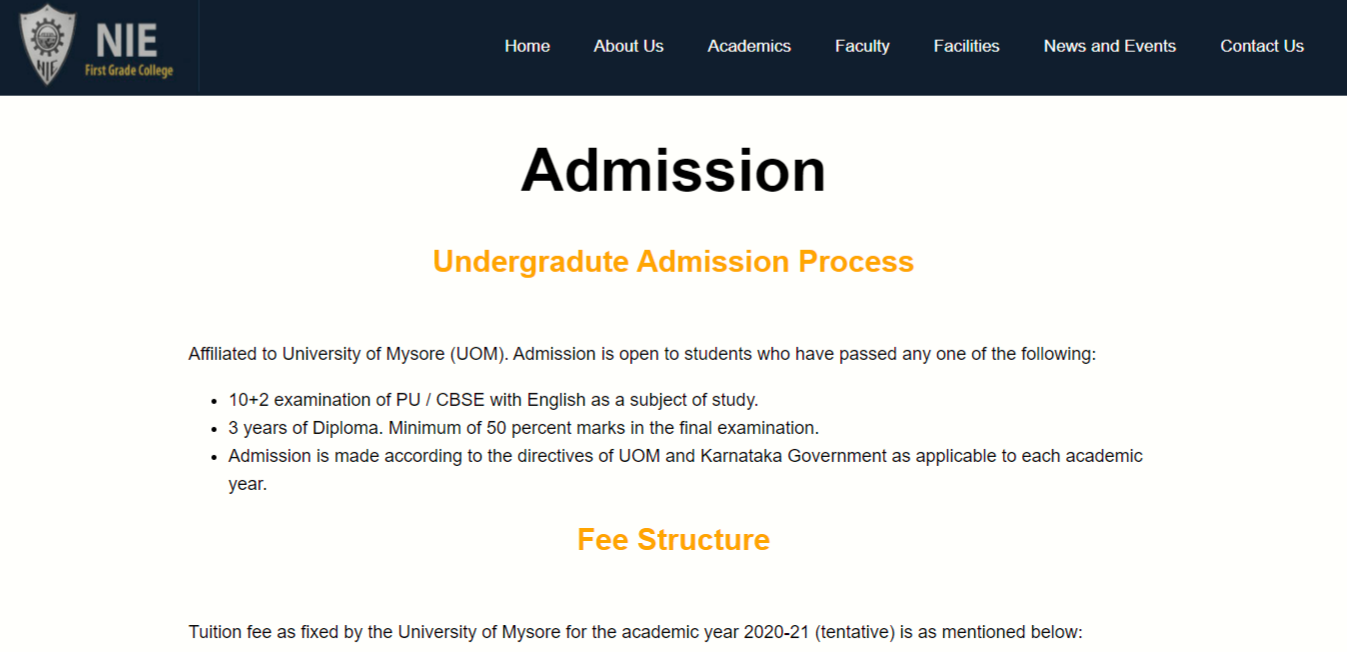 NIE
First Grade College
NIE
Home About Us Academics Faculty Facilities News and Events Contact Us
Admission
Undergradute Admission Process
Affiliated to University of Mysore (UOM). Admission is open to students who have passed any one of the following:
• 10+2 examination of PU / CBSE with English as a subject of study.
• 3 years of Diploma. Minimum of 50 percent marks in the final examination.
• Admission is made according to the directives of UOM and Karnataka Government as applicable to each academic
year.
Fee Structure
Tuition fee as fixed by the University of Mysore for the academic year 2020-21 (tentative) is as mentioned below: